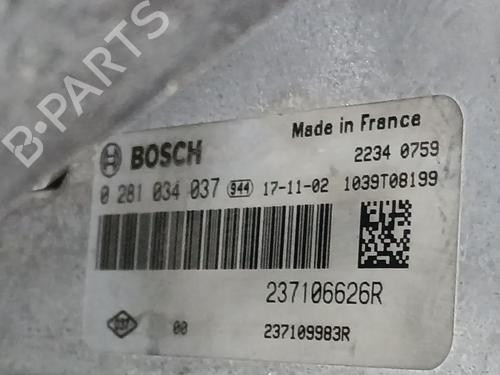 B-PARTS
Made in France
BOSCH
2234 0759
0 281 034 037 944 17-11-02 1039T08199
237106626R
00 237109983R